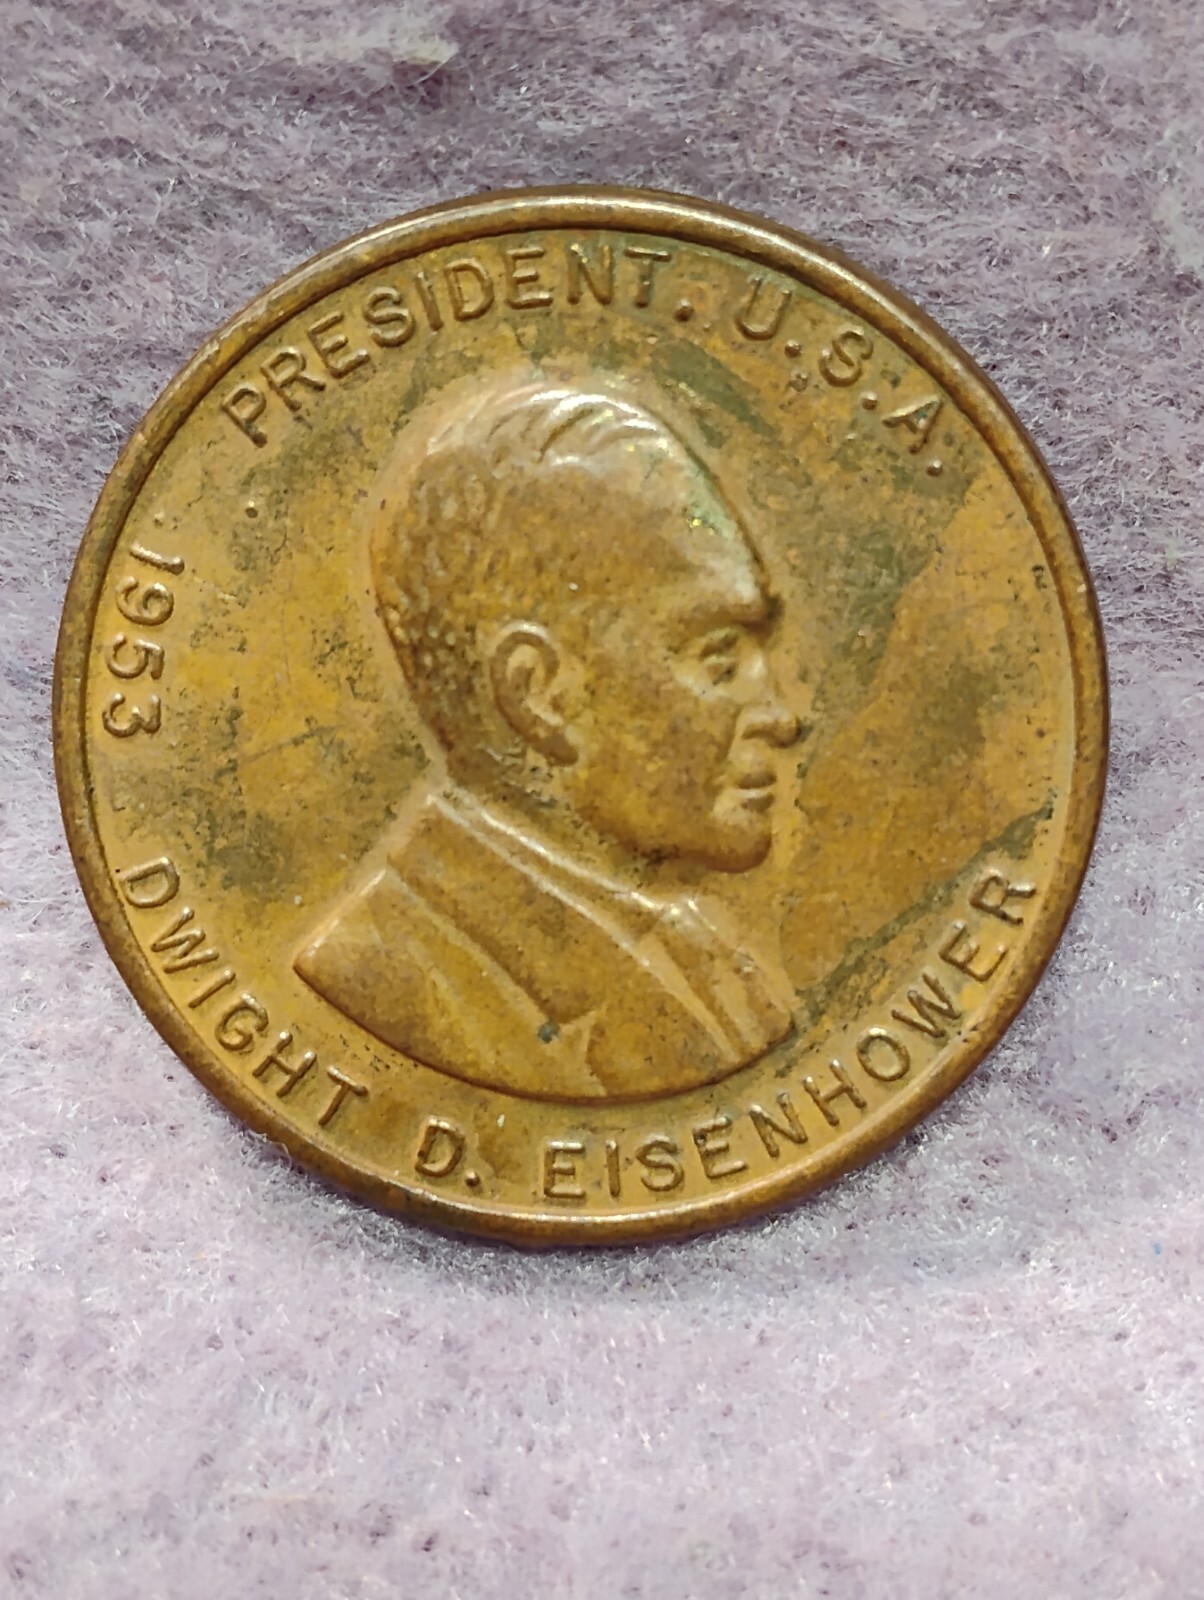 PRESIDENT. U.S.A.
1953
DWIGHT D. EISENHOWER